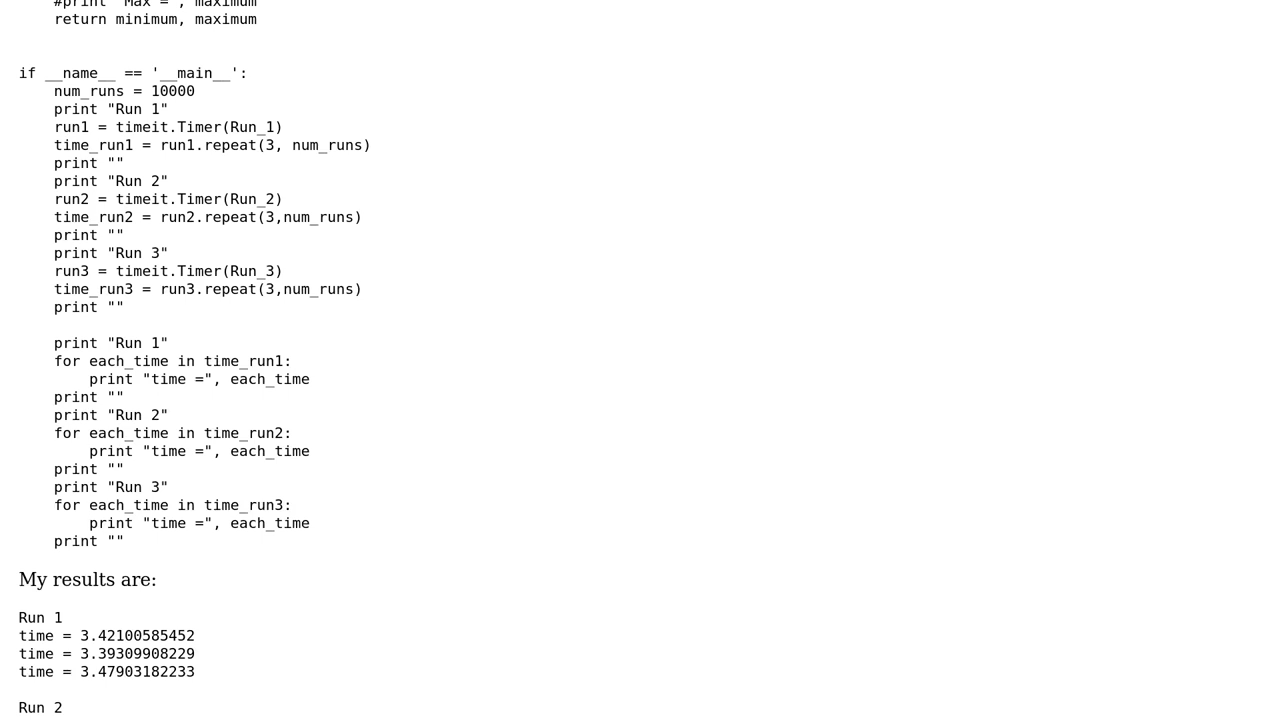 #print "Max =", maximum
return minimum, maximum
if __name__ == '__main__':
num_runs = 10000
print "Run 1"
run1 = timeit.Timer(Run_1)
time_run1 = run1.repeat(3, num_runs)
print ""
print "Run 2"
run2 = timeit.Timer(Run_2)
time_run2 = run2.repeat(3,num_runs)
print ""
print "Run 3"
run3 = timeit.Timer(Run_3)
time_run3 = run3.repeat(3,num_runs)
print ""
print "Run 1"
for each_time in time_run1:
print "time =", each_time
print ""
print "Run 2"
for each_time in time_run2:
print "time =", each_time
print ""
print "Run 3"
for each_time in time_run3:
print "time =", each_time
print ""
My results are:
Run 1
time = 3.42100585452
time = 3.39309908229
time = 3.47903182233
Run 2